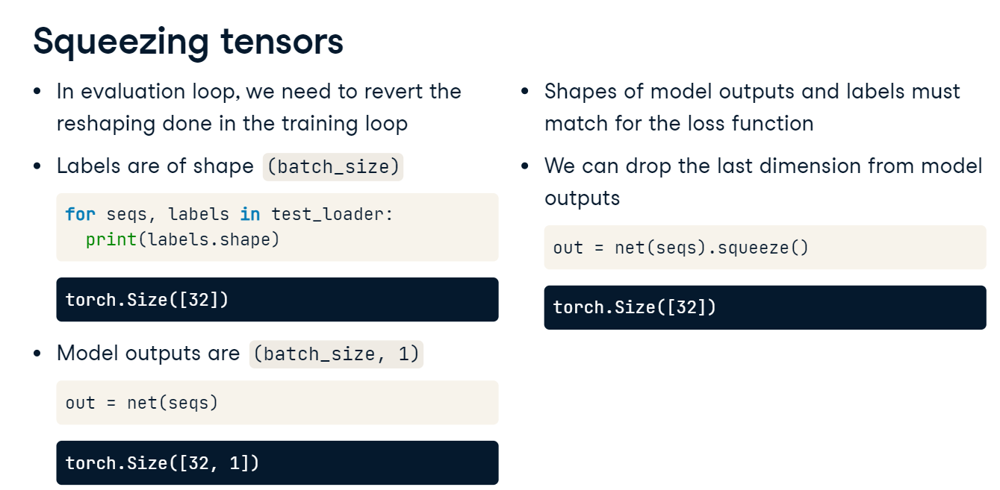 Squeezing tensors
• In evaluation loop, we need to revert the
reshaping done in the training loop
• Labels are of shape (batch_size)
for seqs, labels in test_loader:
  print(labels.shape)
torch.Size([32])
• Model outputs are (batch_size, 1)
out = net(seqs)
torch.Size([32, 1])
• Shapes of model outputs and labels must
match for the loss function
• We can drop the last dimension from model
outputs
out = net(seqs).squeeze()
torch.Size([32])